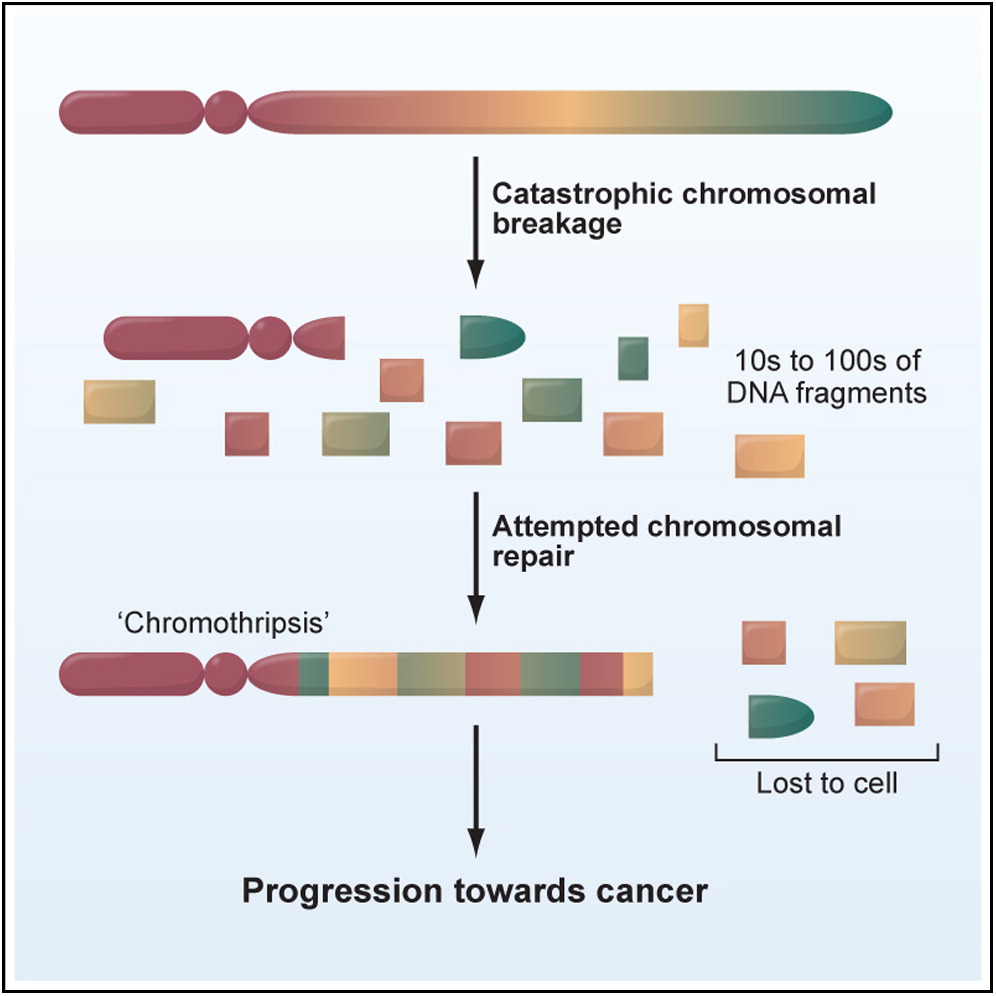 Catastrophic chromosomal
breakage
10s to 100s of
DNA fragments
Attempted chromosomal
repair
‘Chromothripsis’
Lost to cell
Progression towards cancer